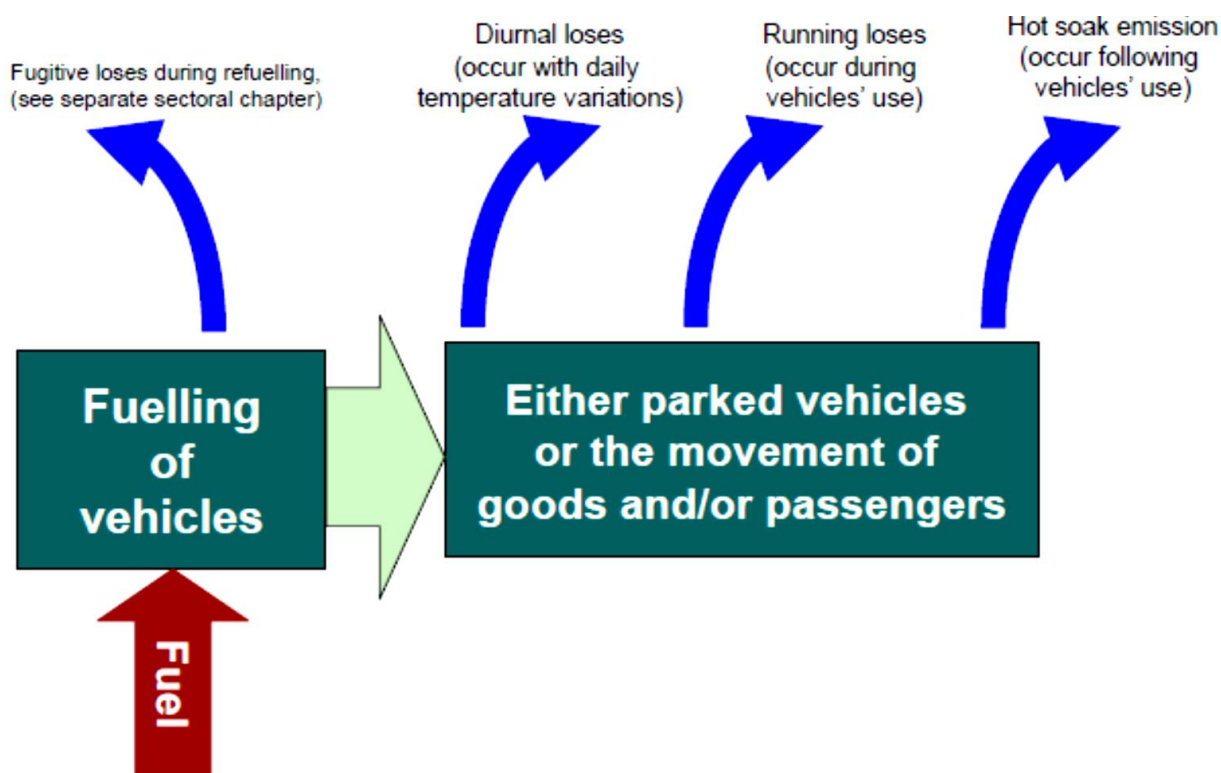 Fugitive loses during refuelling,
(see separate sectoral chapter)
Diurnal loses
(occur with daily
temperature variations)
Running loses
(occur during
vehicles' use)
Hot soak emission
(occur following
vehicles' use)
Fuelling
of
vehicles
Either parked vehicles
or the movement of
goods and/or passengers
Fuel